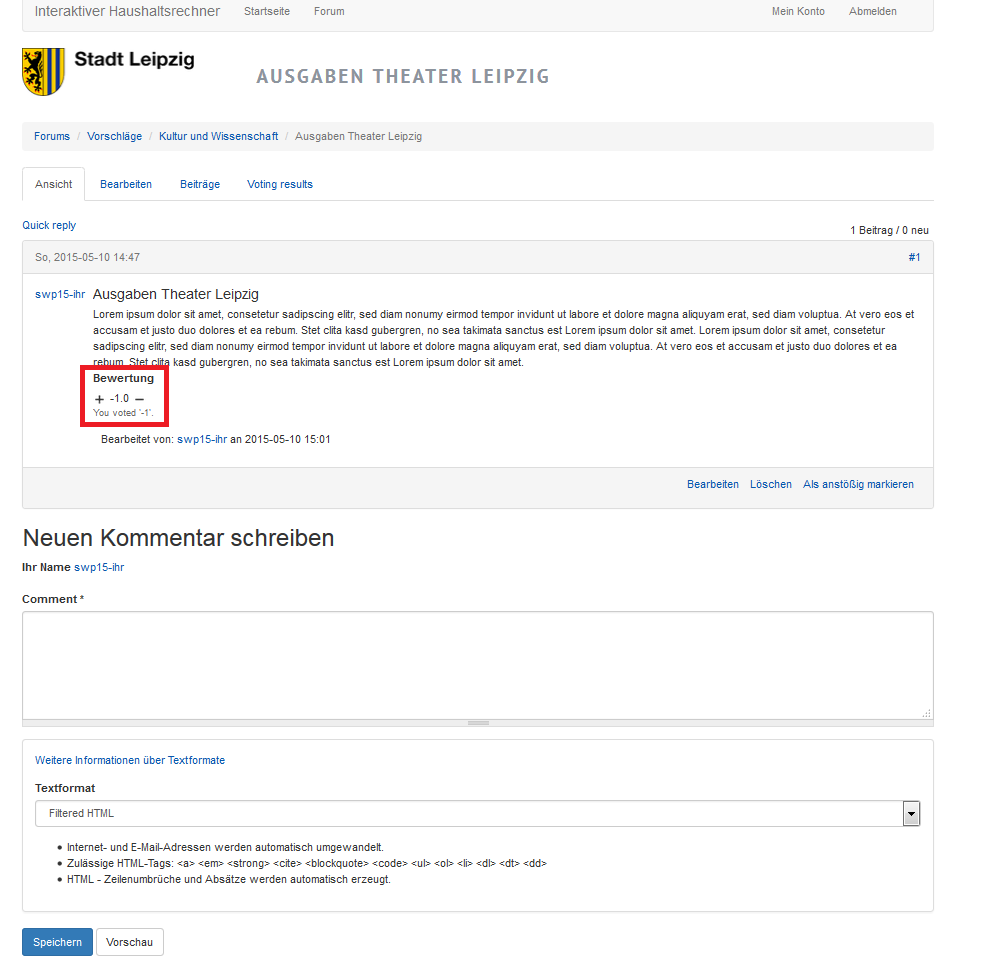 Interaktiver Haushaltsrechner Startseite Forum Mein Konto Abmelden
Stadt Leipzig
AUSGABEN THEATER LEIPZIG
Forums / Vorschläge / Kultur und Wissenschaft / Ausgaben Theater Leipzig
Ansicht Bearbeiten Beiträge Voting results
Quick reply
1 Beitrag / 0 neu
So, 2015-05-10 14:47 #1
swp15-ihr Ausgaben Theater Leipzig
Lorem ipsum dolor sit amet, consetetur sadipscing elitr, sed diam nonumy eirmod tempor invidunt ut labore et dolore magna aliquyam erat, sed diam voluptua. At vero eos et
accusam et justo duo dolores et ea rebum. Stet clita kasd gubergren, no sea takimata sanctus est Lorem ipsum dolor sit amet. Lorem ipsum dolor sit amet, consetetur
sadipscing elitr, sed diam nonumy eirmod tempor invidunt ut labore et dolore magna aliquyam erat, sed diam voluptua. At vero eos et accusam et justo duo dolores et ea
rebum. Stet clita kasd gubergren, no sea takimata sanctus est Lorem ipsum dolor sit amet.
Bewertung
+ -1.0 −
You voted '-1'.
Bearbeitet von: swp15-ihr an 2015-05-10 15:01
Bearbeiten Löschen Als anstößig markieren
Neuen Kommentar schreiben
Ihr Name swp15-ihr
Comment *
Weitere Informationen über Textformate
Textformat
Filtered HTML
• Internet- und E-Mail-Adressen werden automatisch umgewandelt.
• Zulässige HTML-Tags: <a> <em> <strong> <cite> <blockquote> <code> <ul> <ol> <li> <dl> <dt> <dd>
• HTML - Zeilenumbrüche und Absätze werden automatisch erzeugt.
Speichern Vorschau